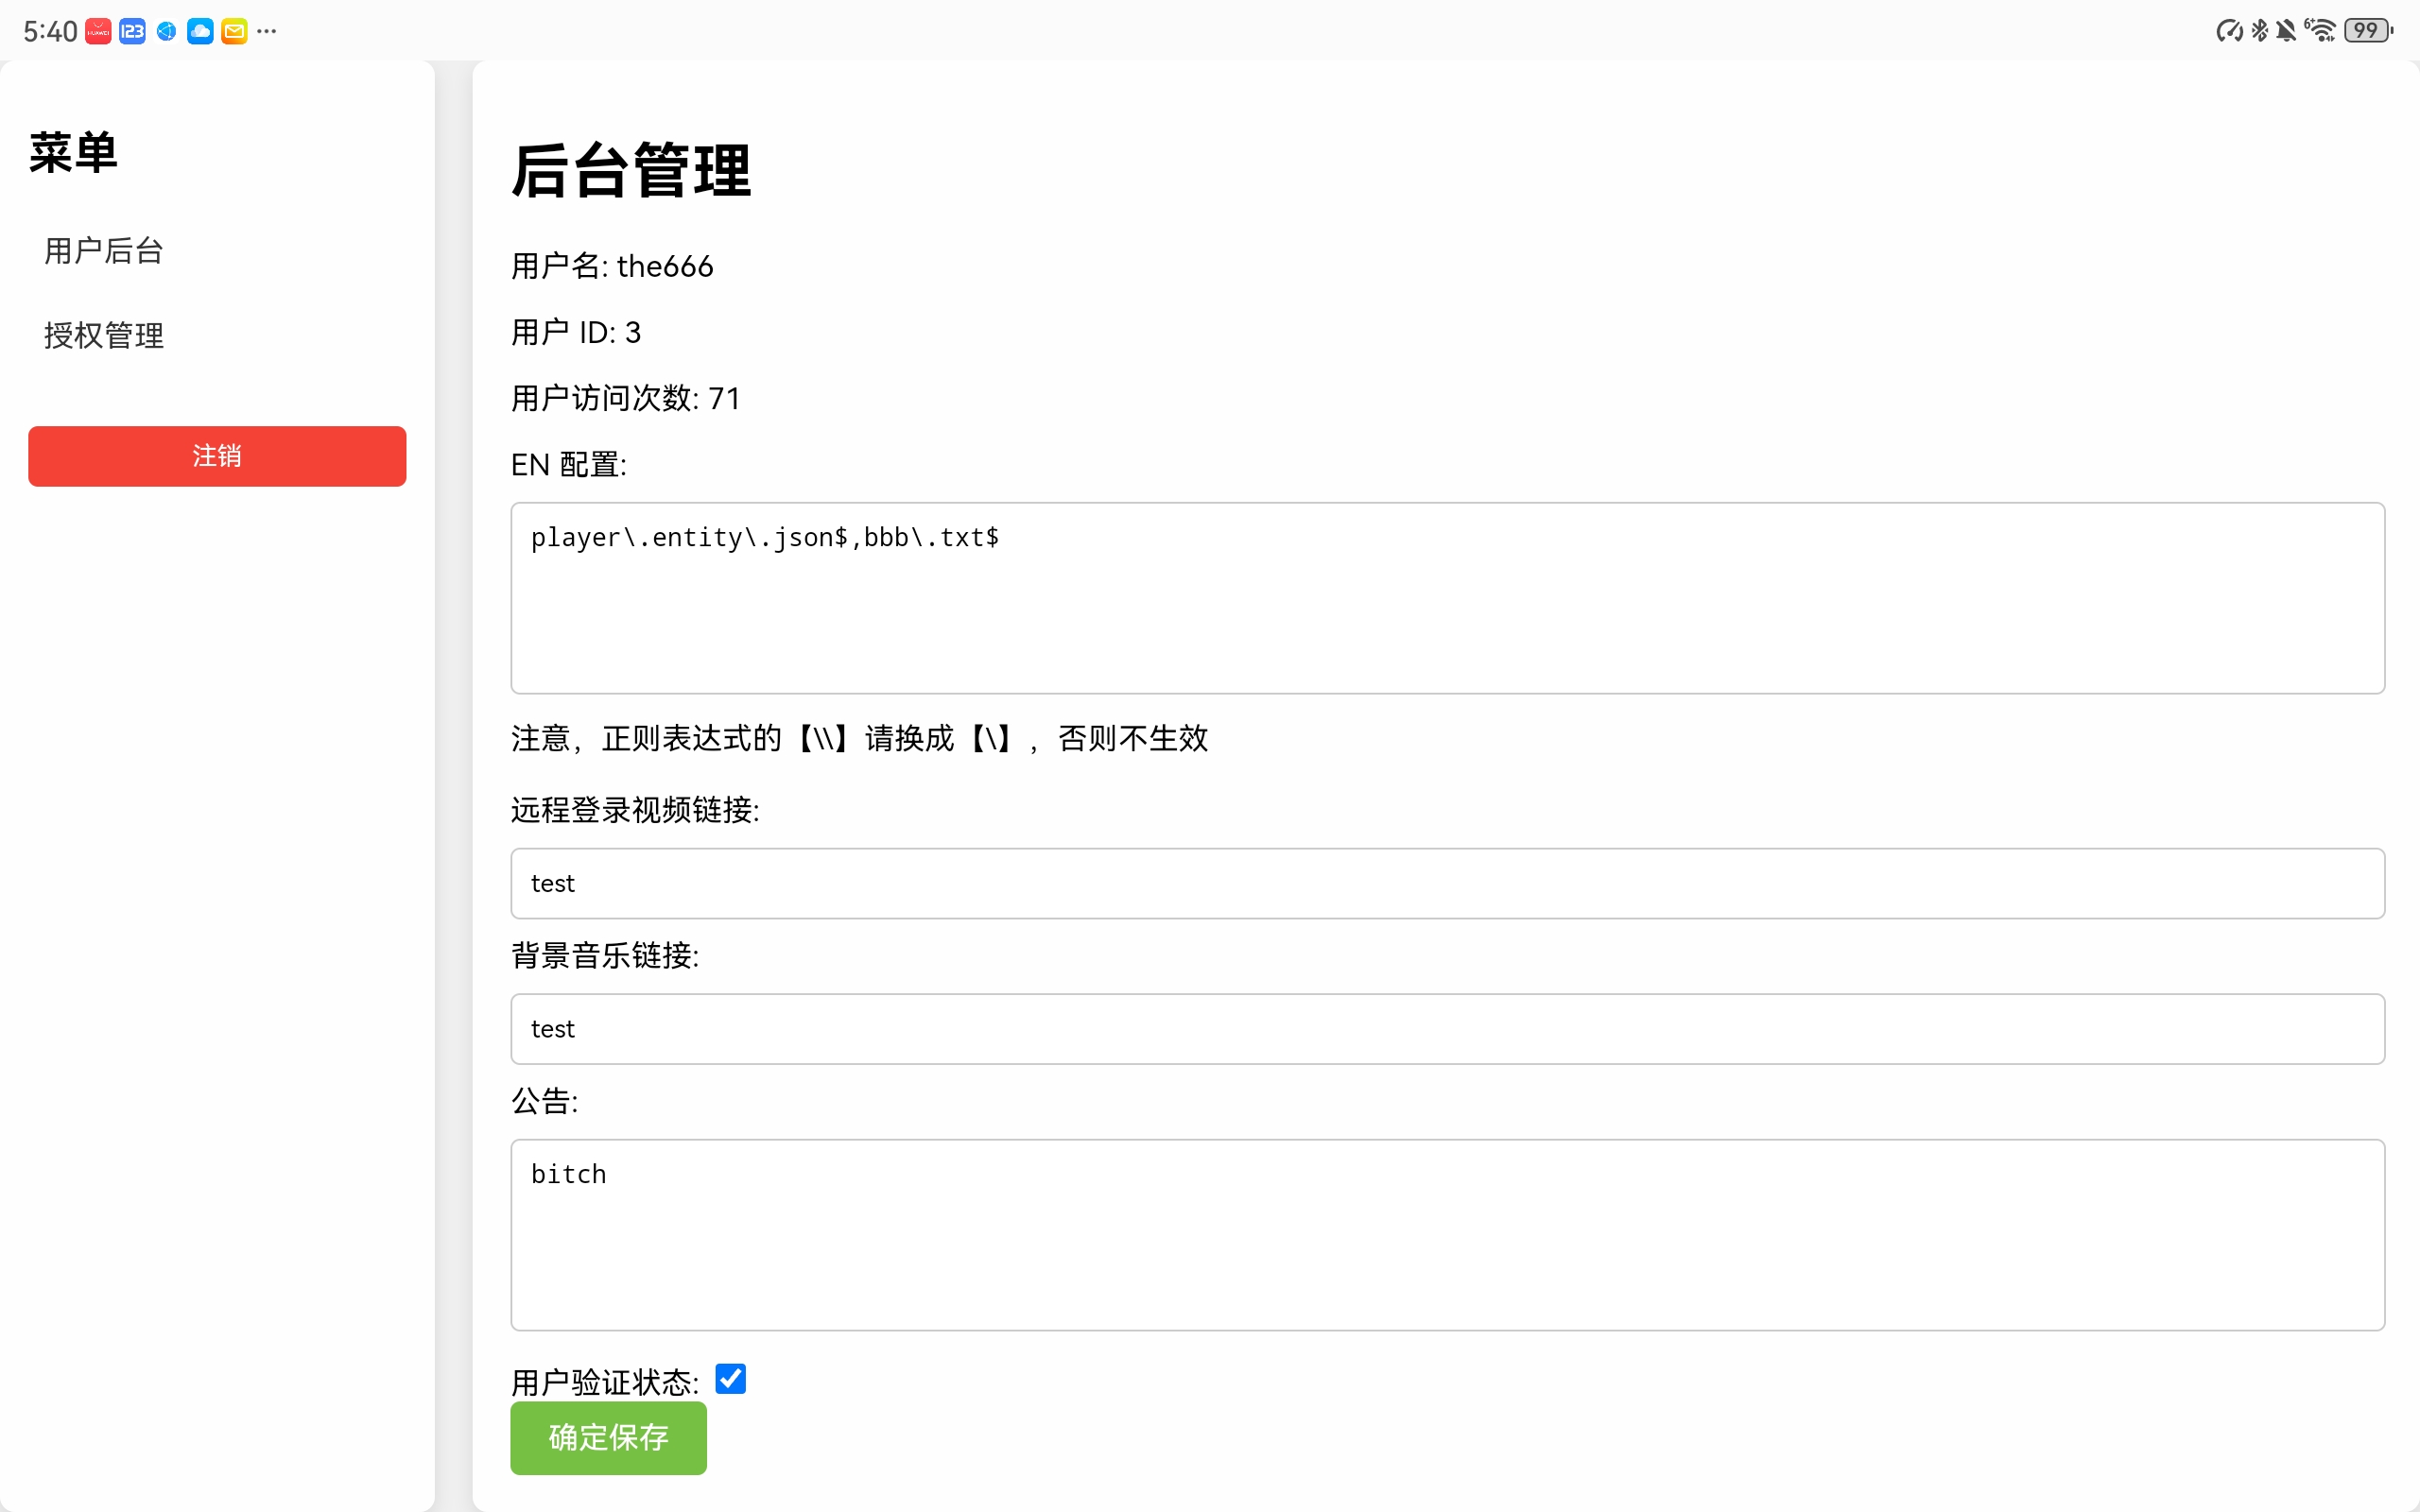 5:40
HUAWEI
123
6+
99
菜单
用户后台
授权管理
注销
后台管理
用户名: the666
用户 ID: 3
用户访问次数: 71
EN 配置:
player\.entity\.json$,bbb\.txt$
注意，正则表达式的【\\】请换成【\】，否则不生效
远程登录视频链接:
test
背景音乐链接:
test
公告:
bitch
用户验证状态:
确定保存